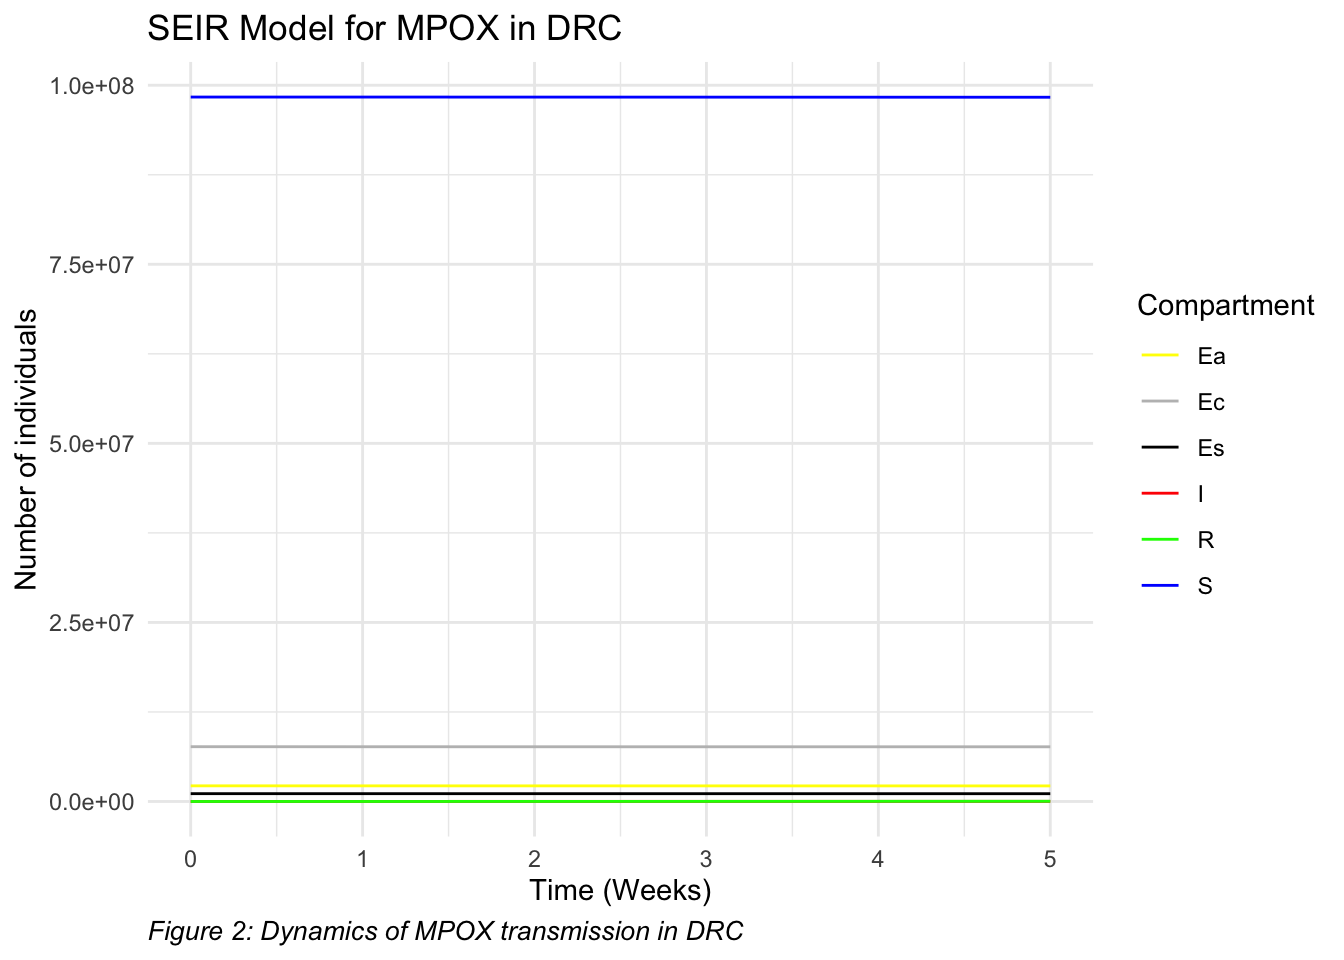 SEIR Model for MPOX in DRC
Number of individuals
1.0e+08
7.5e+07
5.0e+07
2.5e+07
0.0e+00
0 1 2 3 4 5
Time (Weeks)
Compartment
Ea
Ec
Es
I
R
S
Figure 2: Dynamics of MPOX transmission in DRC